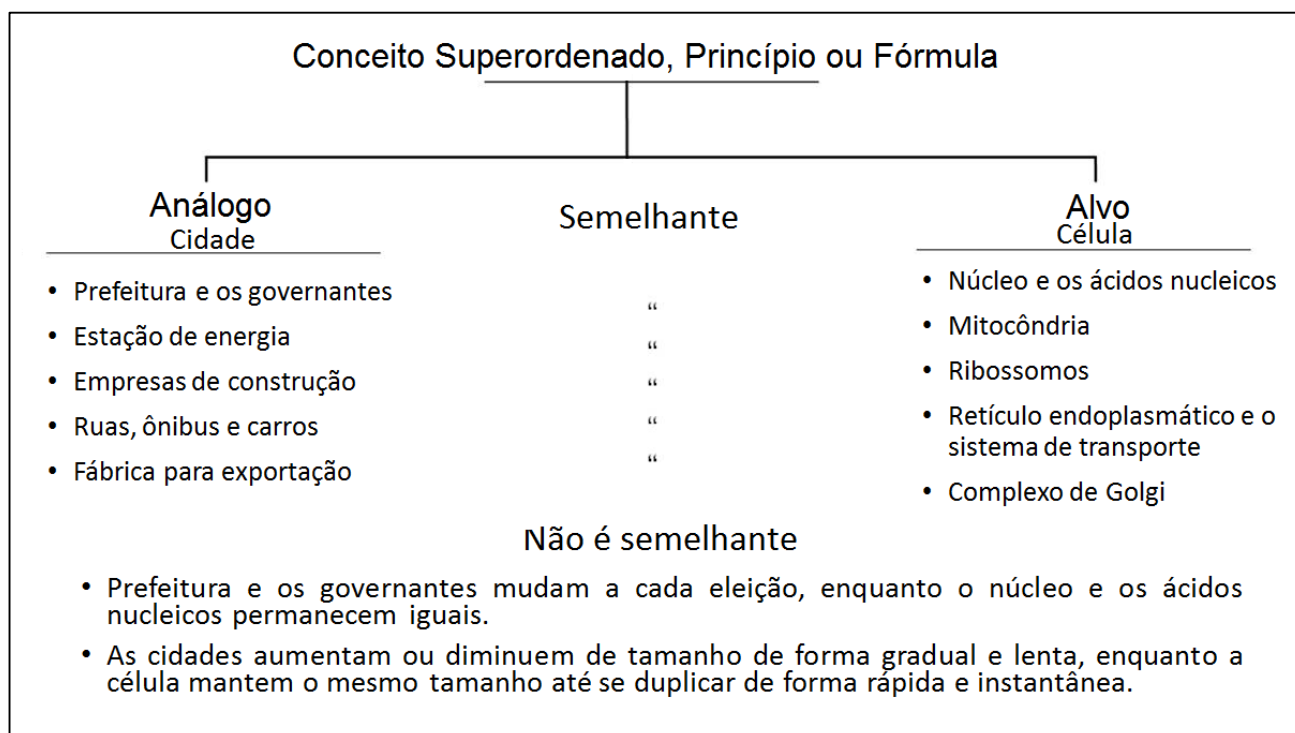 Conceito Superordenado, Princípio ou Fórmula
Análogo
Cidade
Semelhante
Alvo
Célula
• Prefeitura e os governantes
• Estação de energia
• Empresas de construção
• Ruas, ônibus e carros
• Fábrica para exportação
“
“
“
“
“
• Núcleo e os ácidos nucleicos
• Mitocôndria
• Ribossomos
• Retículo endoplasmático e o
sistema de transporte
• Complexo de Golgi
Não é semelhante
• Prefeitura e os governantes mudam a cada eleição, enquanto o núcleo e os ácidos
nucleicos permanecem iguais.
• As cidades aumentam ou diminuem de tamanho de forma gradual e lenta, enquanto a
célula mantem o mesmo tamanho até se duplicar de forma rápida e instantânea.